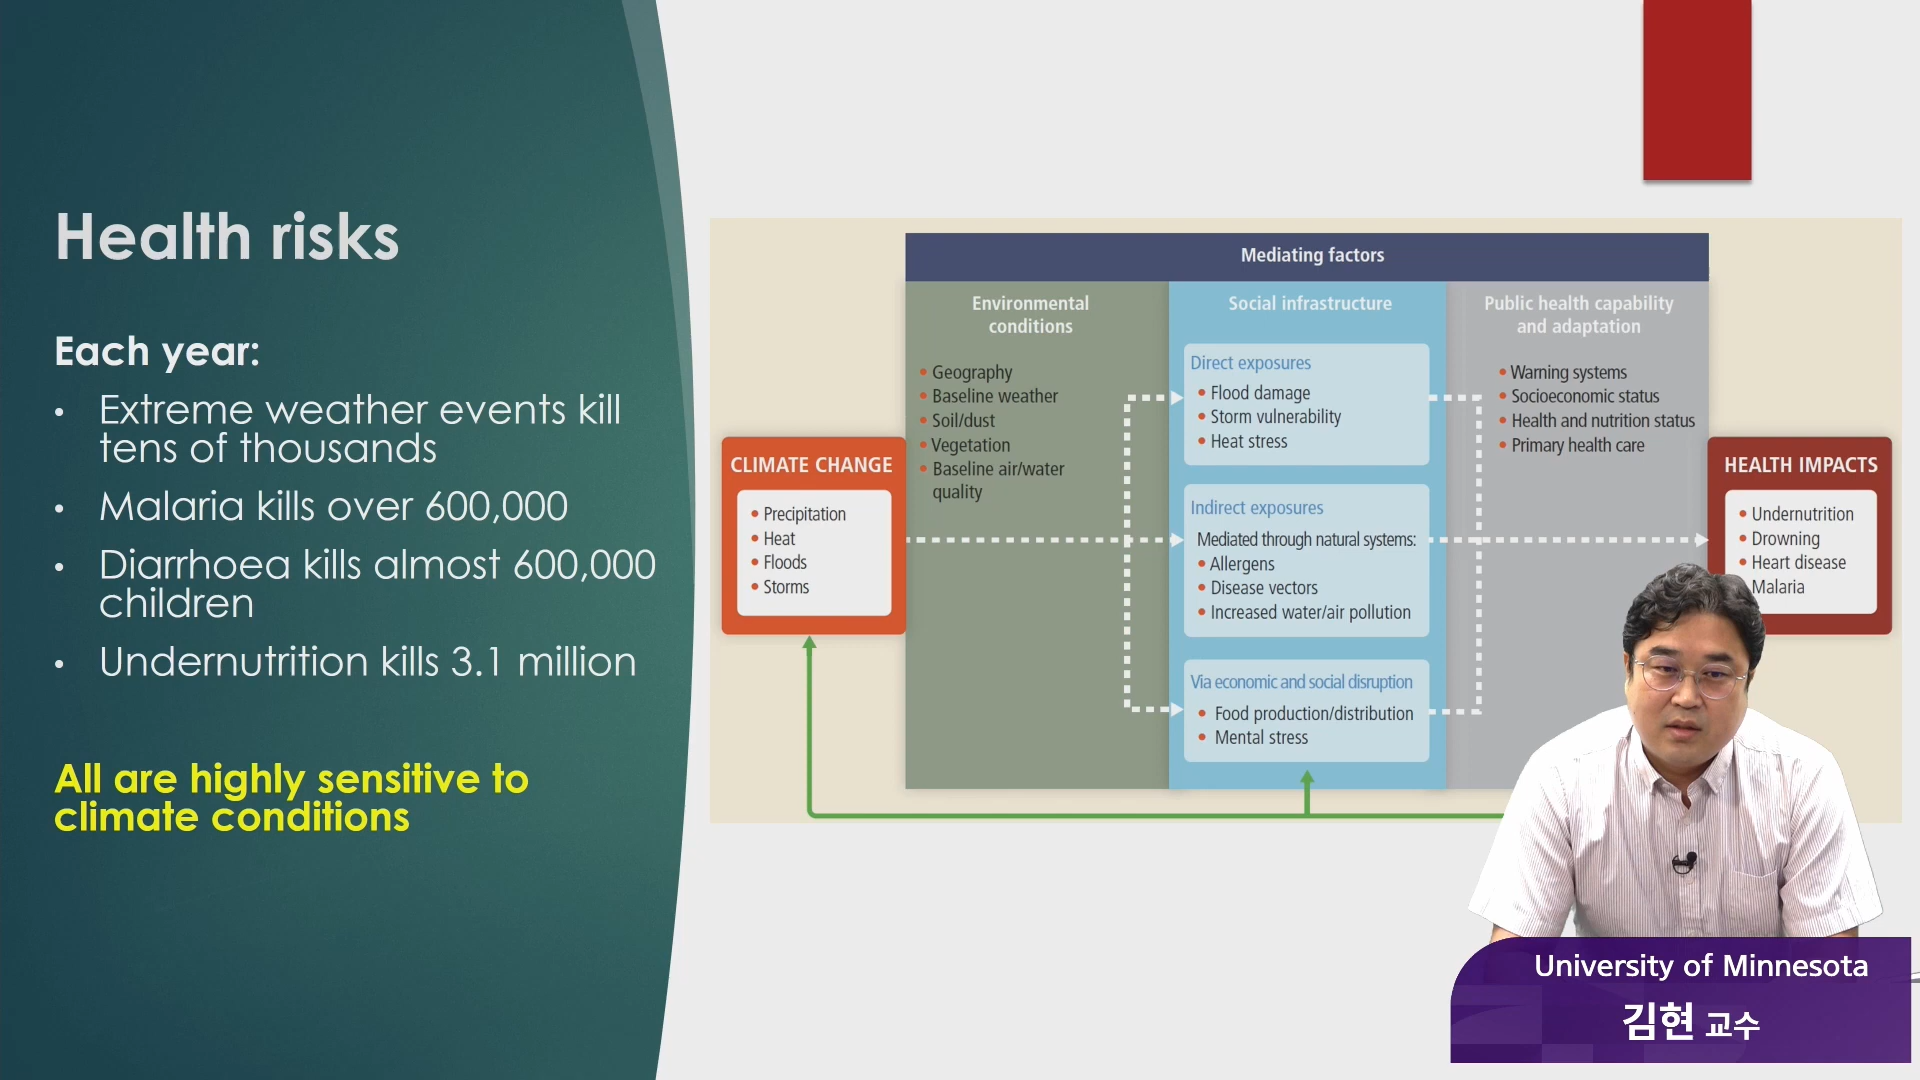 Health risks
Each year:
• Extreme weather events kill
tens of thousands
• Malaria kills over 600,000
• Diarrhoea kills almost 600,000
children
• Undernutrition kills 3.1 million
All are highly sensitive to
climate conditions
Mediating factors
Environmental
conditions
• Geography
• Baseline weather
• Soil/dust
• Vegetation
• Baseline air/water
quality
Social infrastructure
Direct exposures
• Flood damage
• Storm vulnerability
• Heat stress
Indirect exposures
Mediated through natural systems:
• Allergens
• Disease vectors
• Increased water/air pollution
Via economic and social disruption
• Food production/distribution
• Mental stress
Public health capability
and adaptation
• Warning systems
• Socioeconomic status
• Health and nutrition status
• Primary health care
CLIMATE CHANGE
• Precipitation
• Heat
• Floods
• Storms
HEALTH IMPACTS
• Undernutrition
• Drowning
• Heart disease
Malaria
University of Minnesota
김현 교수